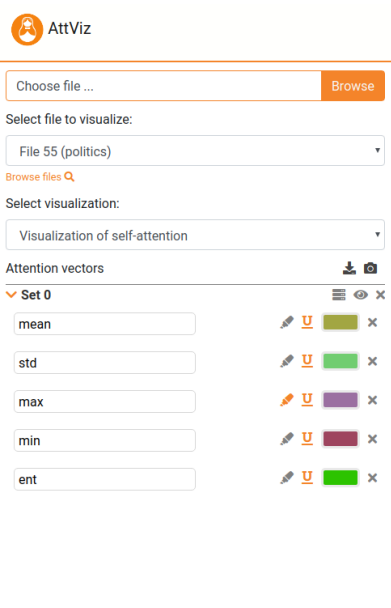 AttViz
Choose file ...
Browse
Select file to visualize:
File 55 (politics)
Browse files
Select visualization:
Visualization of self-attention
Attention vectors
Set 0
mean
U
std
U
max
U
min
U
ent
U